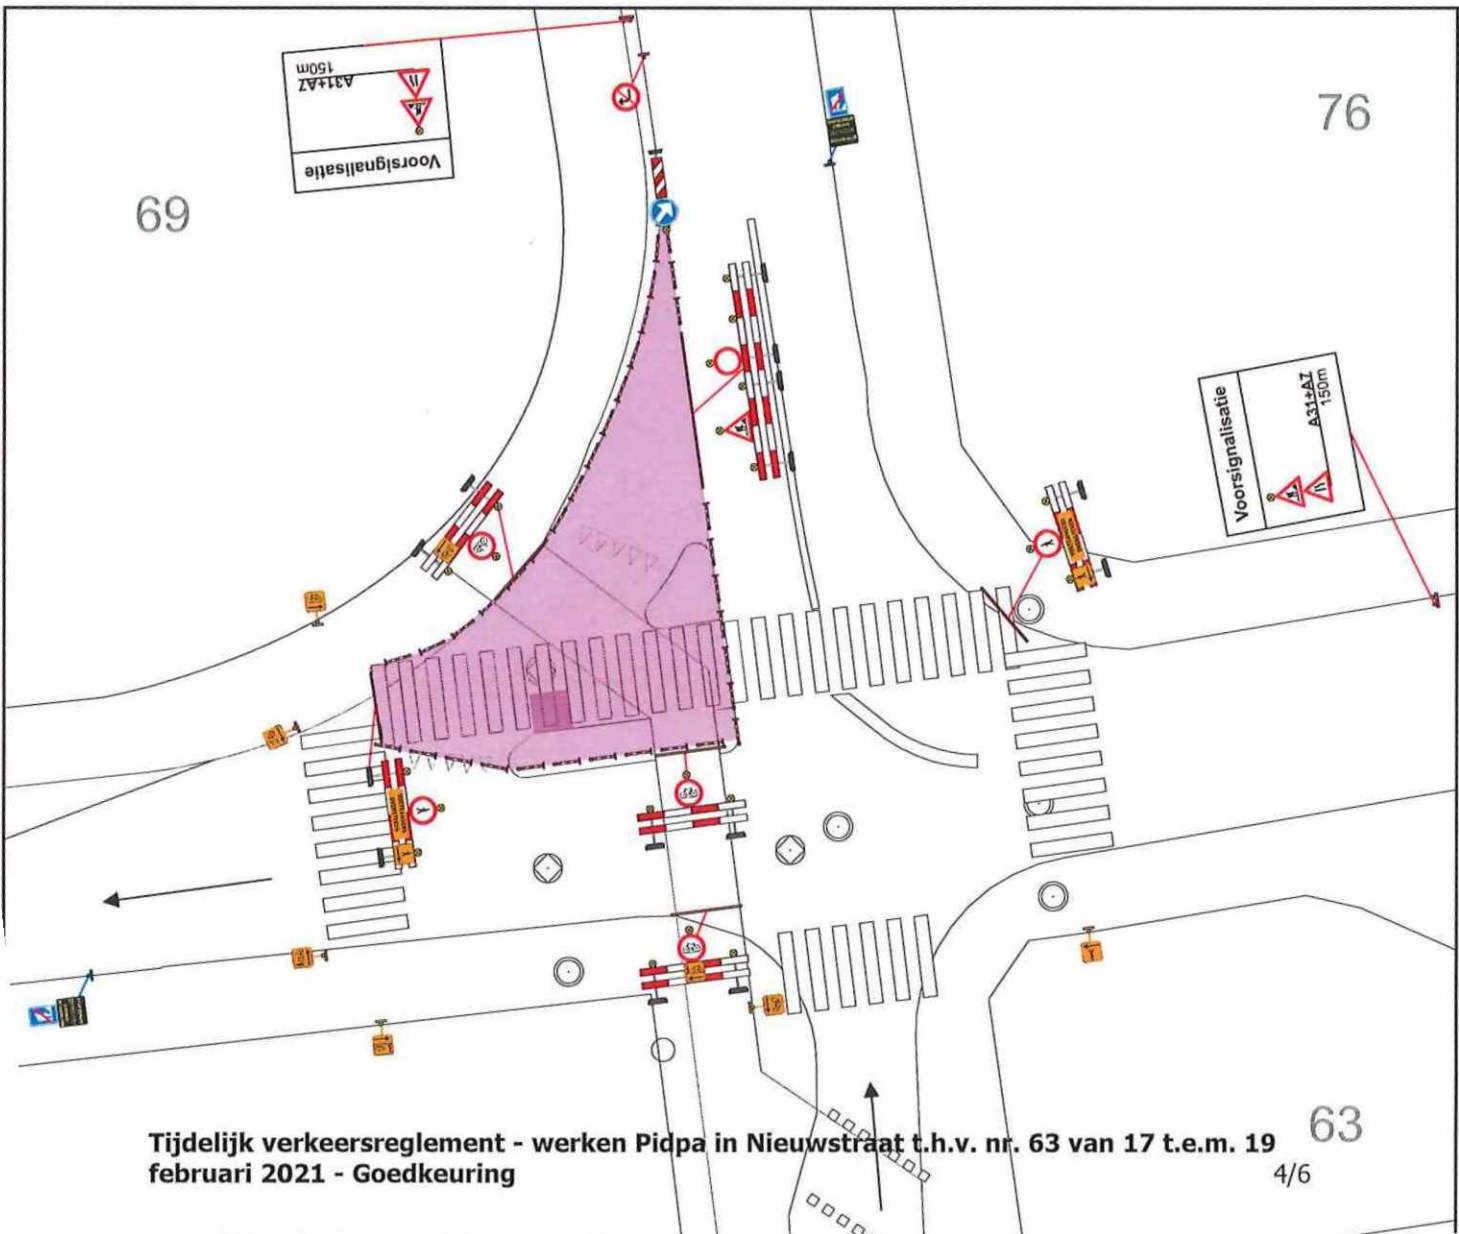 Voorsignalisatie
A31+A7
150m
69
76
Voorsignalisatie
A31+A7
150m
63
Tijdelijk verkeersreglement - werken Pidpa in Nieuwstraat t.h.v. nr. 63 van 17 t.e.m. 19
februari 2021 - Goedkeuring
4/6